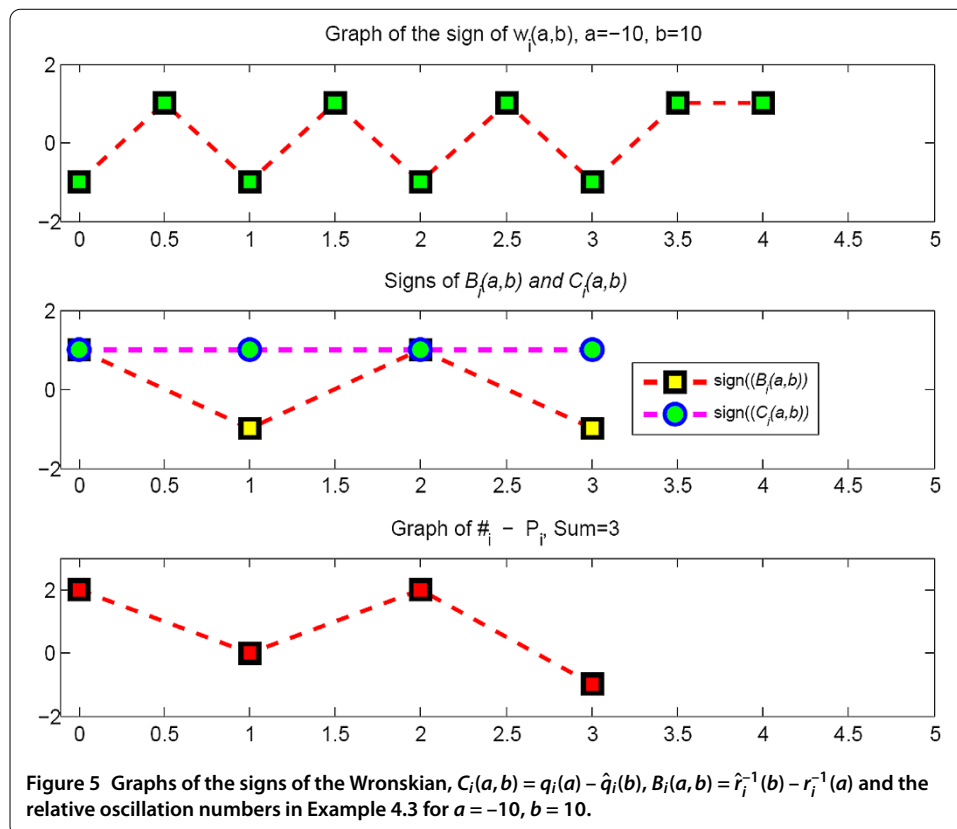 Graph of the sign of w_i(a,b), a=−10, b=10
2
0
−2
0 0.5 1 1.5 2 2.5 3 3.5 4 4.5 5
Signs of B_i(a,b) and C_i(a,b)
2
0
−2
sign((B_i(a,b))
sign((C_i(a,b))
0 0.5 1 1.5 2 2.5 3 3.5 4 4.5 5
Graph of #_i − P_i, Sum=3
2
0
−2
0 0.5 1 1.5 2 2.5 3 3.5 4 4.5 5
Figure 5 Graphs of the signs of the Wronskian, C_i(a, b) = q_i(a) – q̂_i(b), B_i(a, b) = r̂_i^{-1}(b) – r_i^{-1}(a) and the
relative oscillation numbers in Example 4.3 for a = –10, b = 10.